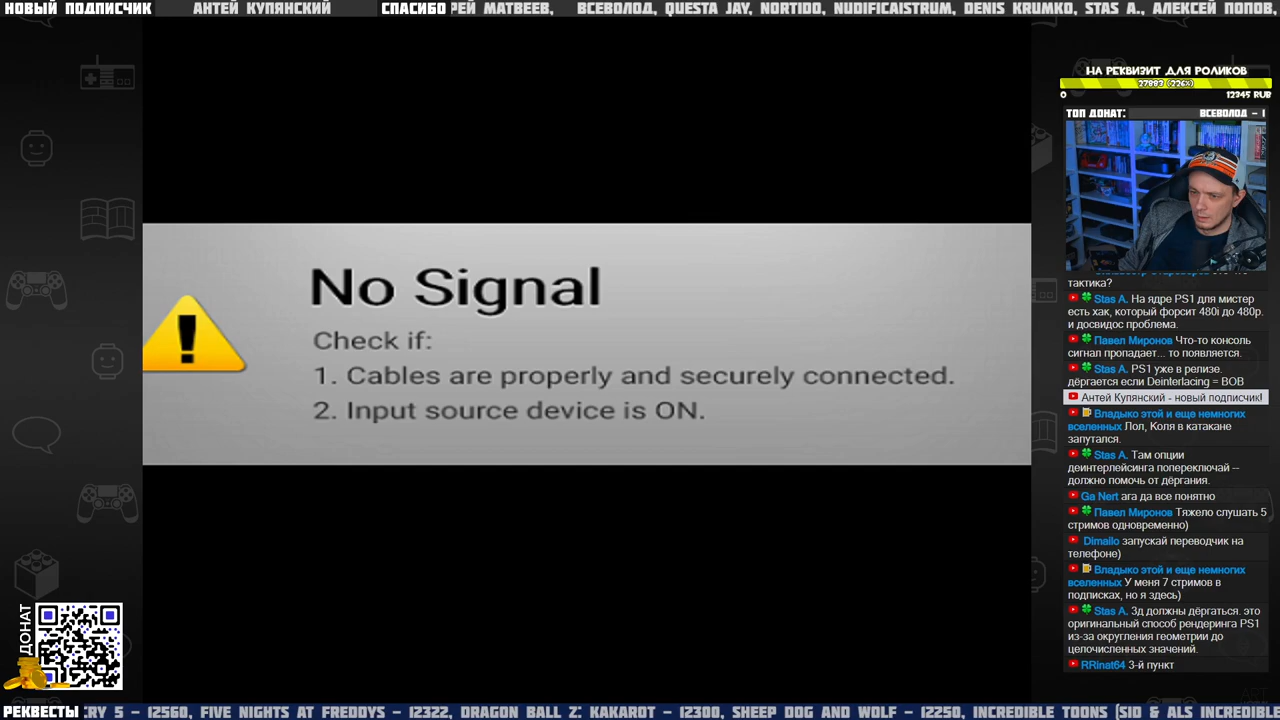 НОВЫЙ ПОДПИСЧИК АНТЕЙ КУПЯНСКИЙ СПАСИБО РЕЙ МАТВЕЕВ, ВСЕВОЛОД, QUESTA JAY, NORTIDO, NUDIFICAISTRUM, DENIS KRUMKO, STAS A., АЛЕКСЕЙ ПОПОВ,
НА РЕКВИЗИТ ДЛЯ РОЛИКОВ
27883 (226%)
0 12345 RUB
ТОП ДОНАТ: ВСЕВОЛОД - 1
No Signal
Check if:
1. Cables are properly and securely connected.
2. Input source device is ON.
тактика?
Stas A. На ядре PS1 для мистер
есть хак, который форсит 480i до 480p.
и досвидос проблема.
Павел Миронов Что-то консоль
сигнал пропадает... то появляется.
Stas A. PS1 уже в релизе.
дёргается если Deinterlacing = BOB
Антей Купянский - новый подписчик!
Владыко этой и еще немногих
вселенных Лол, Коля в катакане
запутался.
Stas A. Там опции
деинтерлейсинга попереключай --
должно помочь от дёргания.
Ga Nert ага да все понятно
Павел Миронов Тяжело слушать 5
стримов одновременно)
Dimailo запускай переводчик на
телефоне)
Владыко этой и еще немногих
вселенных У меня 7 стримов в
подписках, но я здесь)
Stas A. 3д должны дёргаться. это
оригинальный способ рендеринга PS1
из-за округления геометрии до
целочисленных значений.
RRinat64 3-й пункт
ДОНАТ
РЕКВЕСТЫ :RY 5 - 12560, FIVE NIGHTS AT FREDDYS - 12322, DRAGON BALL Z: KAKAROT - 12300, SHEEP DOG AND WOLF - 12250, INCREDIBLE TOONS (SID & AL'S INCREDIBLE